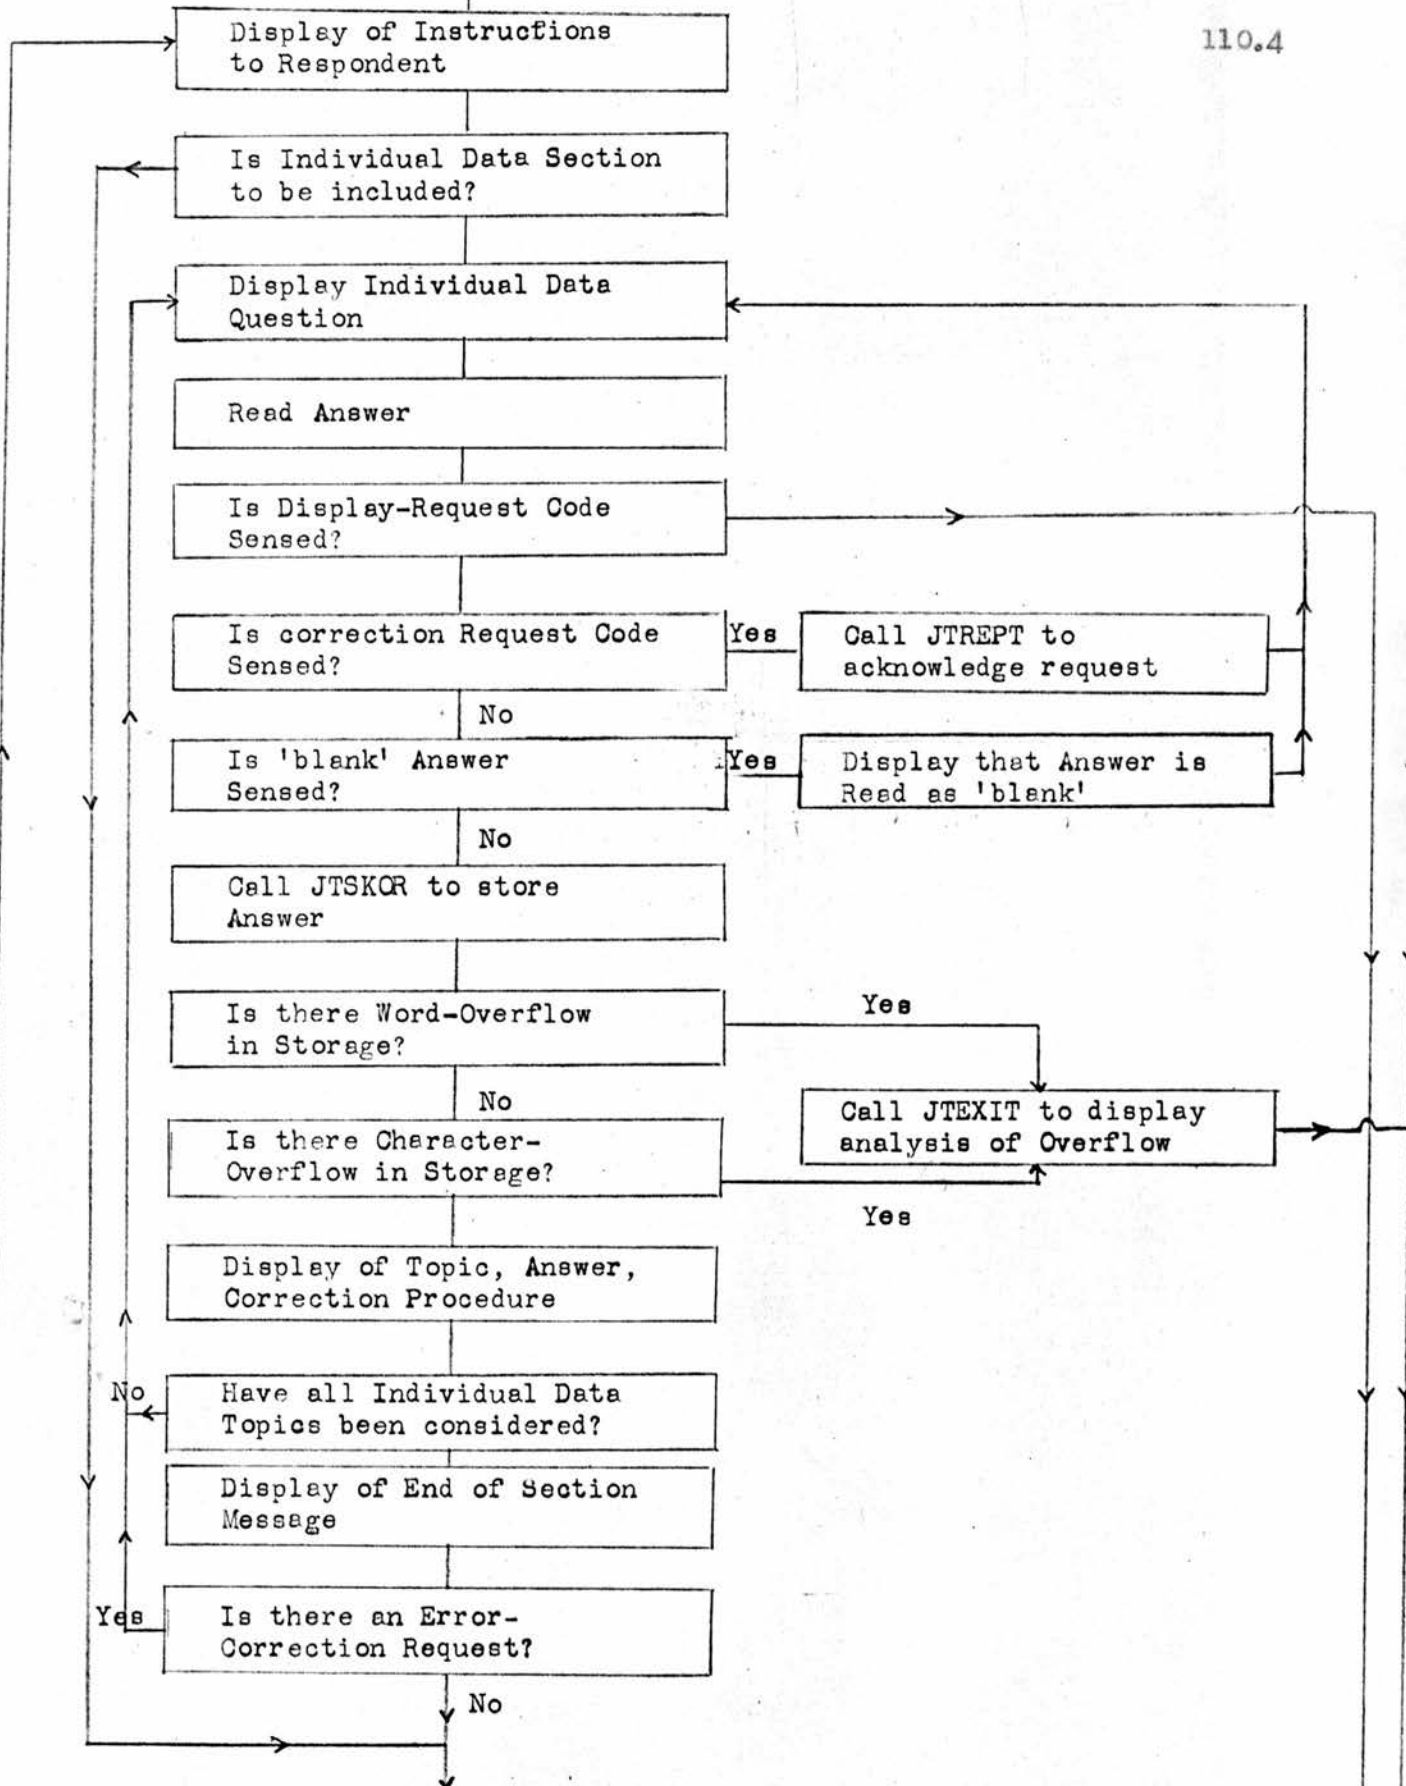 110.4
Display of Instructions
to Respondent
Is Individual Data Section
to be included?
Display Individual Data
Question
Read Answer
Is Display-Request Code
Sensed?
Is correction Request Code
Sensed?
Yes
Call JTREPT to
acknowledge request
No
Is 'blank' Answer
Sensed?
Yes
Display that Answer is
Read as 'blank'
No
Call JTSKOR to store
Answer
Is there Word-Overflow
in Storage?
Yes
No
Call JTEXIT to display
analysis of Overflow
Is there Character-
Overflow in Storage?
Yes
Display of Topic, Answer,
Correction Procedure
No
Have all Individual Data
Topics been considered?
Display of End of Section
Message
Yes
Is there an Error-
Correction Request?
No